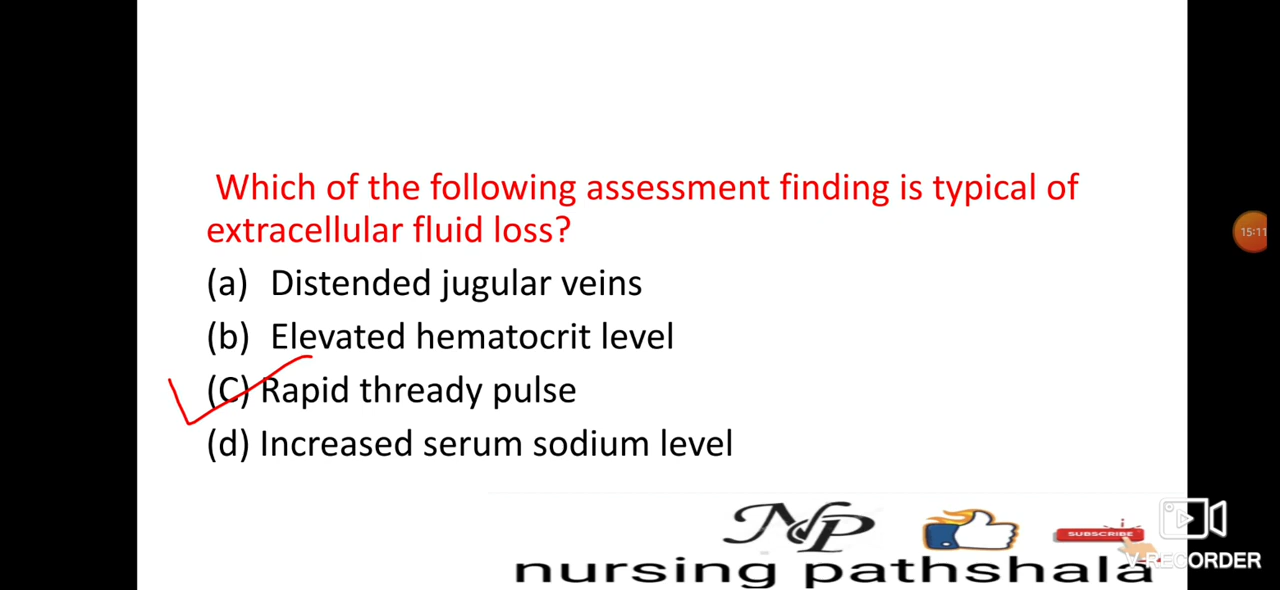 Which of the following assessment finding is typical of
extracellular fluid loss?
(a) Distended jugular veins
(b) Elevated hematocrit level
(C) Rapid thready pulse
(d) Increased serum sodium level
15:11
NP
SUBSCRIBE
nursing pathshala
V RECORDER